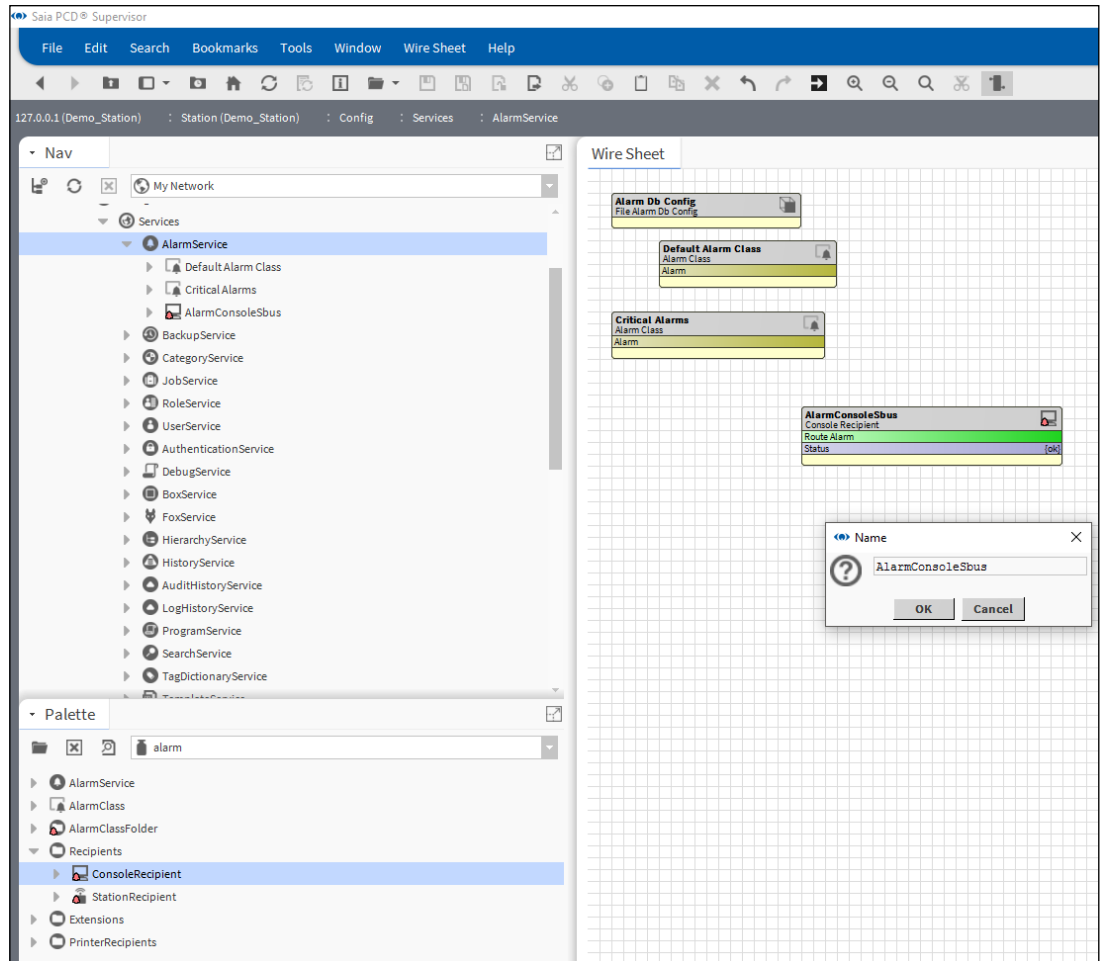 Saia PCD® Supervisor
File Edit Search Bookmarks Tools Window Wire Sheet Help
127.0.0.1 (Demo_Station) : Station (Demo_Station) : Config : Services : AlarmService
Nav
My Network
Services
AlarmService
Default Alarm Class
Critical Alarms
AlarmConsoleSbus
BackupService
CategoryService
JobService
RoleService
UserService
AuthenticationService
DebugService
BoxService
FoxService
HierarchyService
HistoryService
AuditHistoryService
LogHistoryService
ProgramService
SearchService
TagDictionaryService
Palette
alarm
AlarmService
AlarmClass
AlarmClassFolder
Recipients
ConsoleRecipient
StationRecipient
Extensions
PrinterRecipients
Wire Sheet
Alarm Db Config
File Alarm Db Config
Default Alarm Class
Alarm Class
Alarm
Critical Alarms
Alarm Class
Alarm
AlarmConsoleSbus
Console Recipient
Route Alarm
Status {ok}
Name
AlarmConsoleSbus
OK Cancel